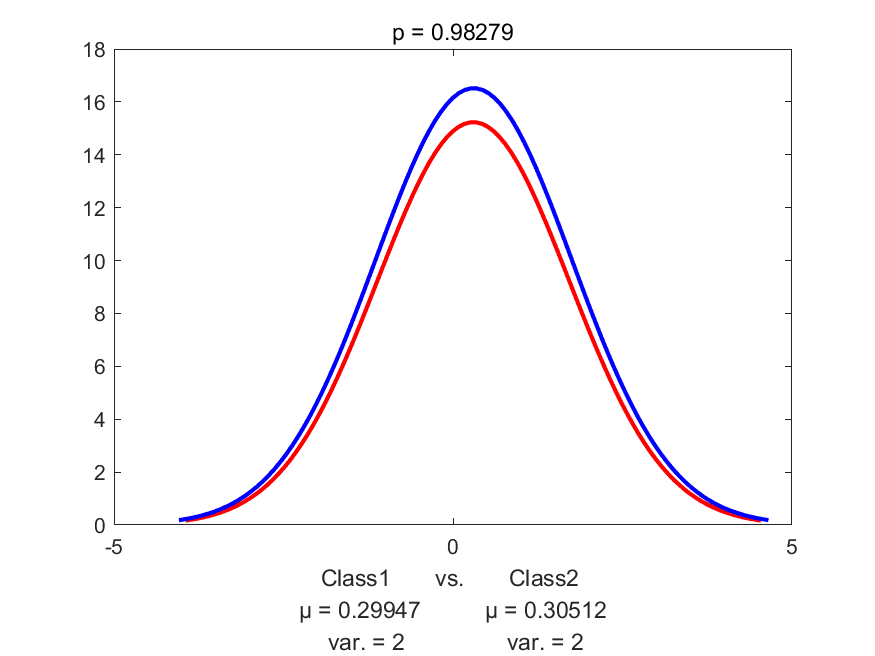 p = 0.98279
18
16
14
12
10
8
6
4
2
0
-5 0 5
Class1 vs. Class2
μ = 0.29947 μ = 0.30512
var. = 2 var. = 2